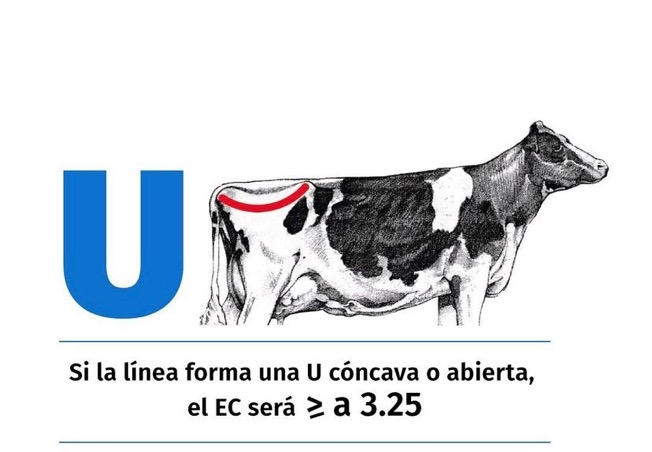 U
Si la línea forma una U cóncava o abierta,
el EC será ≥ a 3.25